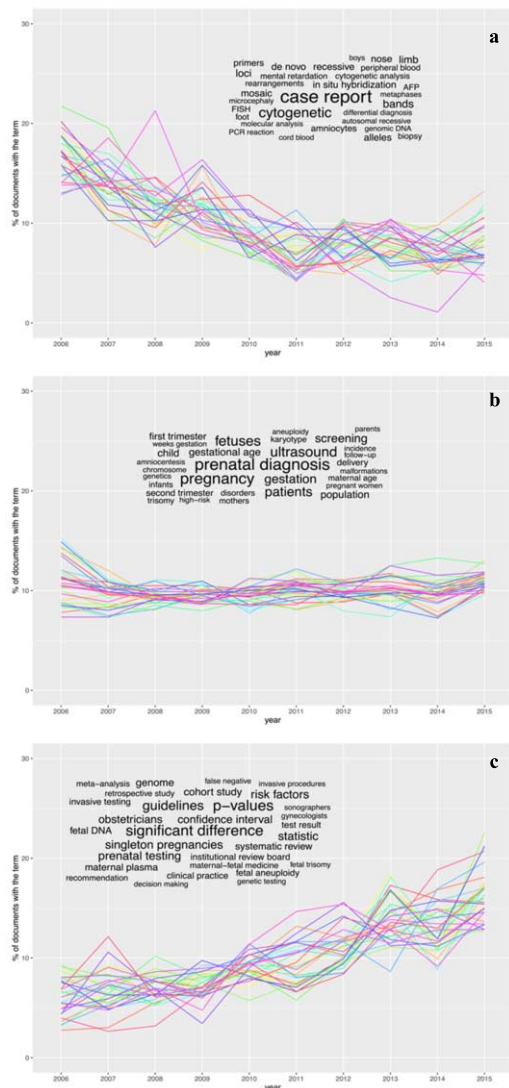 a
30
20
10
0
% of documents with the term
boys nose limb
primers de novo recessive peripheral blood
loci mental retardation cytogenetic analysis
rearrangements in situ hybridization AFP
mosaic case report metaphases
microcephaly bands
FISH cytogenetic differential diagnosis
foot autosomal recessive
molecular analysis amniocytes genomic DNA
PCR reaction cord blood alleles biopsy
2006 2007 2008 2009 2010 2011 2012 2013 2014 2015
year
b
30
20
10
0
% of documents with the term
first trimester fetuses aneuploidy parents
weeks gestation karyotype screening
child gestational age ultrasound incidence
amniocentesis follow-up
chromosome prenatal diagnosis delivery
genetics malformations
infants pregnancy gestation maternal age
pregnant women
second trimester disorders patients population
trisomy high-risk mothers
2006 2007 2008 2009 2010 2011 2012 2013 2014 2015
year
c
30
20
10
0
% of documents with the term
meta-analysis genome false negative invasive procedures
retrospective study cohort study risk factors
invasive testing guidelines p-values sonographers
obstetricians confidence interval gynecologists
fetal DNA significant difference test result
statistic
singleton pregnancies systematic review
prenatal testing institutional review board
maternal plasma maternal-fetal medicine fetal trisomy
recommendation clinical practice fetal aneuploidy
decision making genetic testing
2006 2007 2008 2009 2010 2011 2012 2013 2014 2015
year